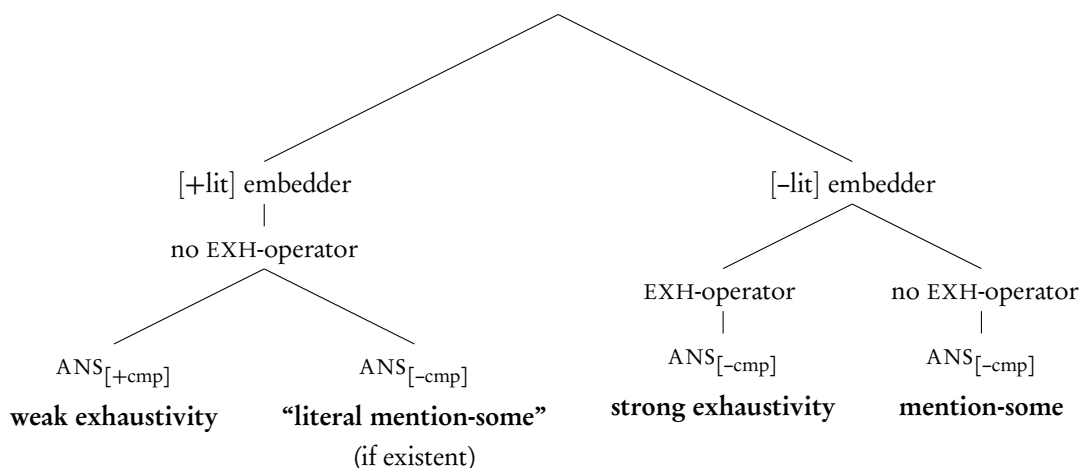 [+lit] embedder [–lit] embedder
no EXH-operator
EXH-operator no EXH-operator
ANS[+cmp] ANS[–cmp] ANS[–cmp] ANS[–cmp]
weak exhaustivity “literal mention-some” strong exhaustivity mention-some
(if existent)